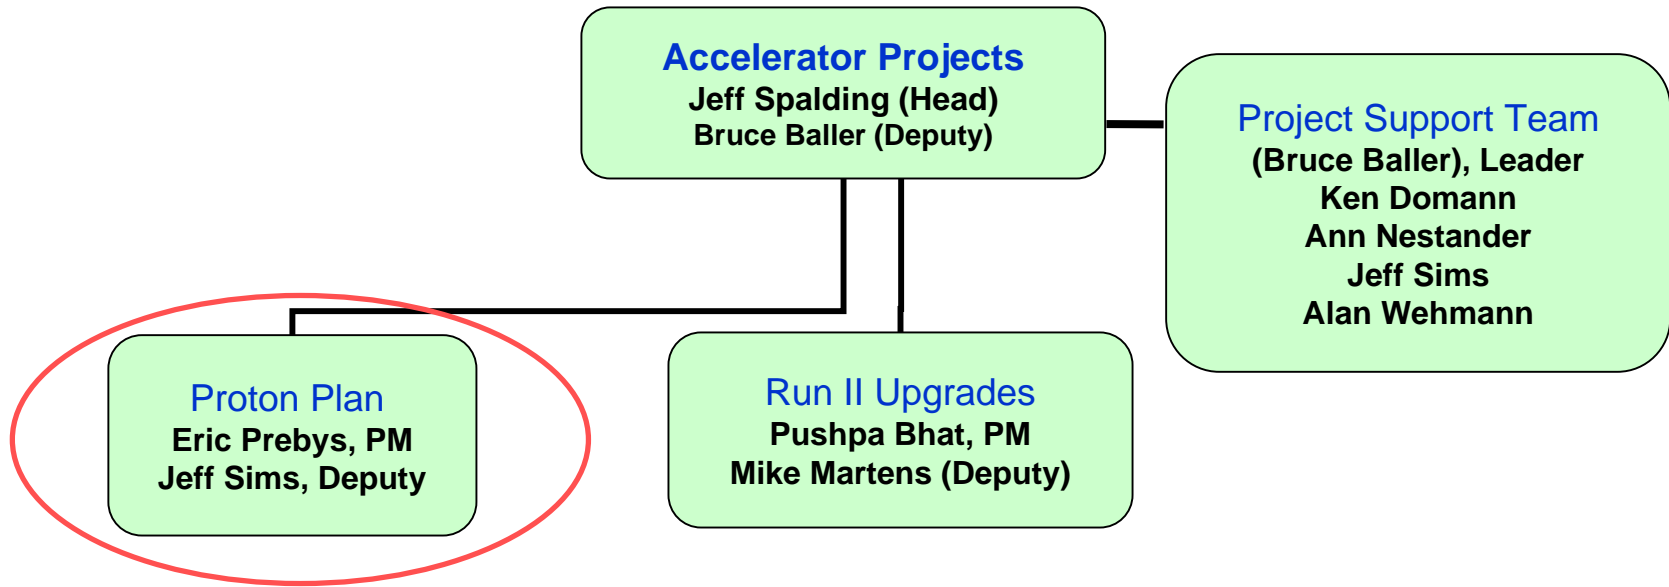 Accelerator Projects
Jeff Spalding (Head)
Bruce Baller (Deputy)
Project Support Team
(Bruce Baller), Leader
Ken Domann
Ann Nestander
Jeff Sims
Alan Wehmann
Proton Plan
Eric Prebys, PM
Jeff Sims, Deputy
Run II Upgrades
Pushpa Bhat, PM
Mike Martens (Deputy)